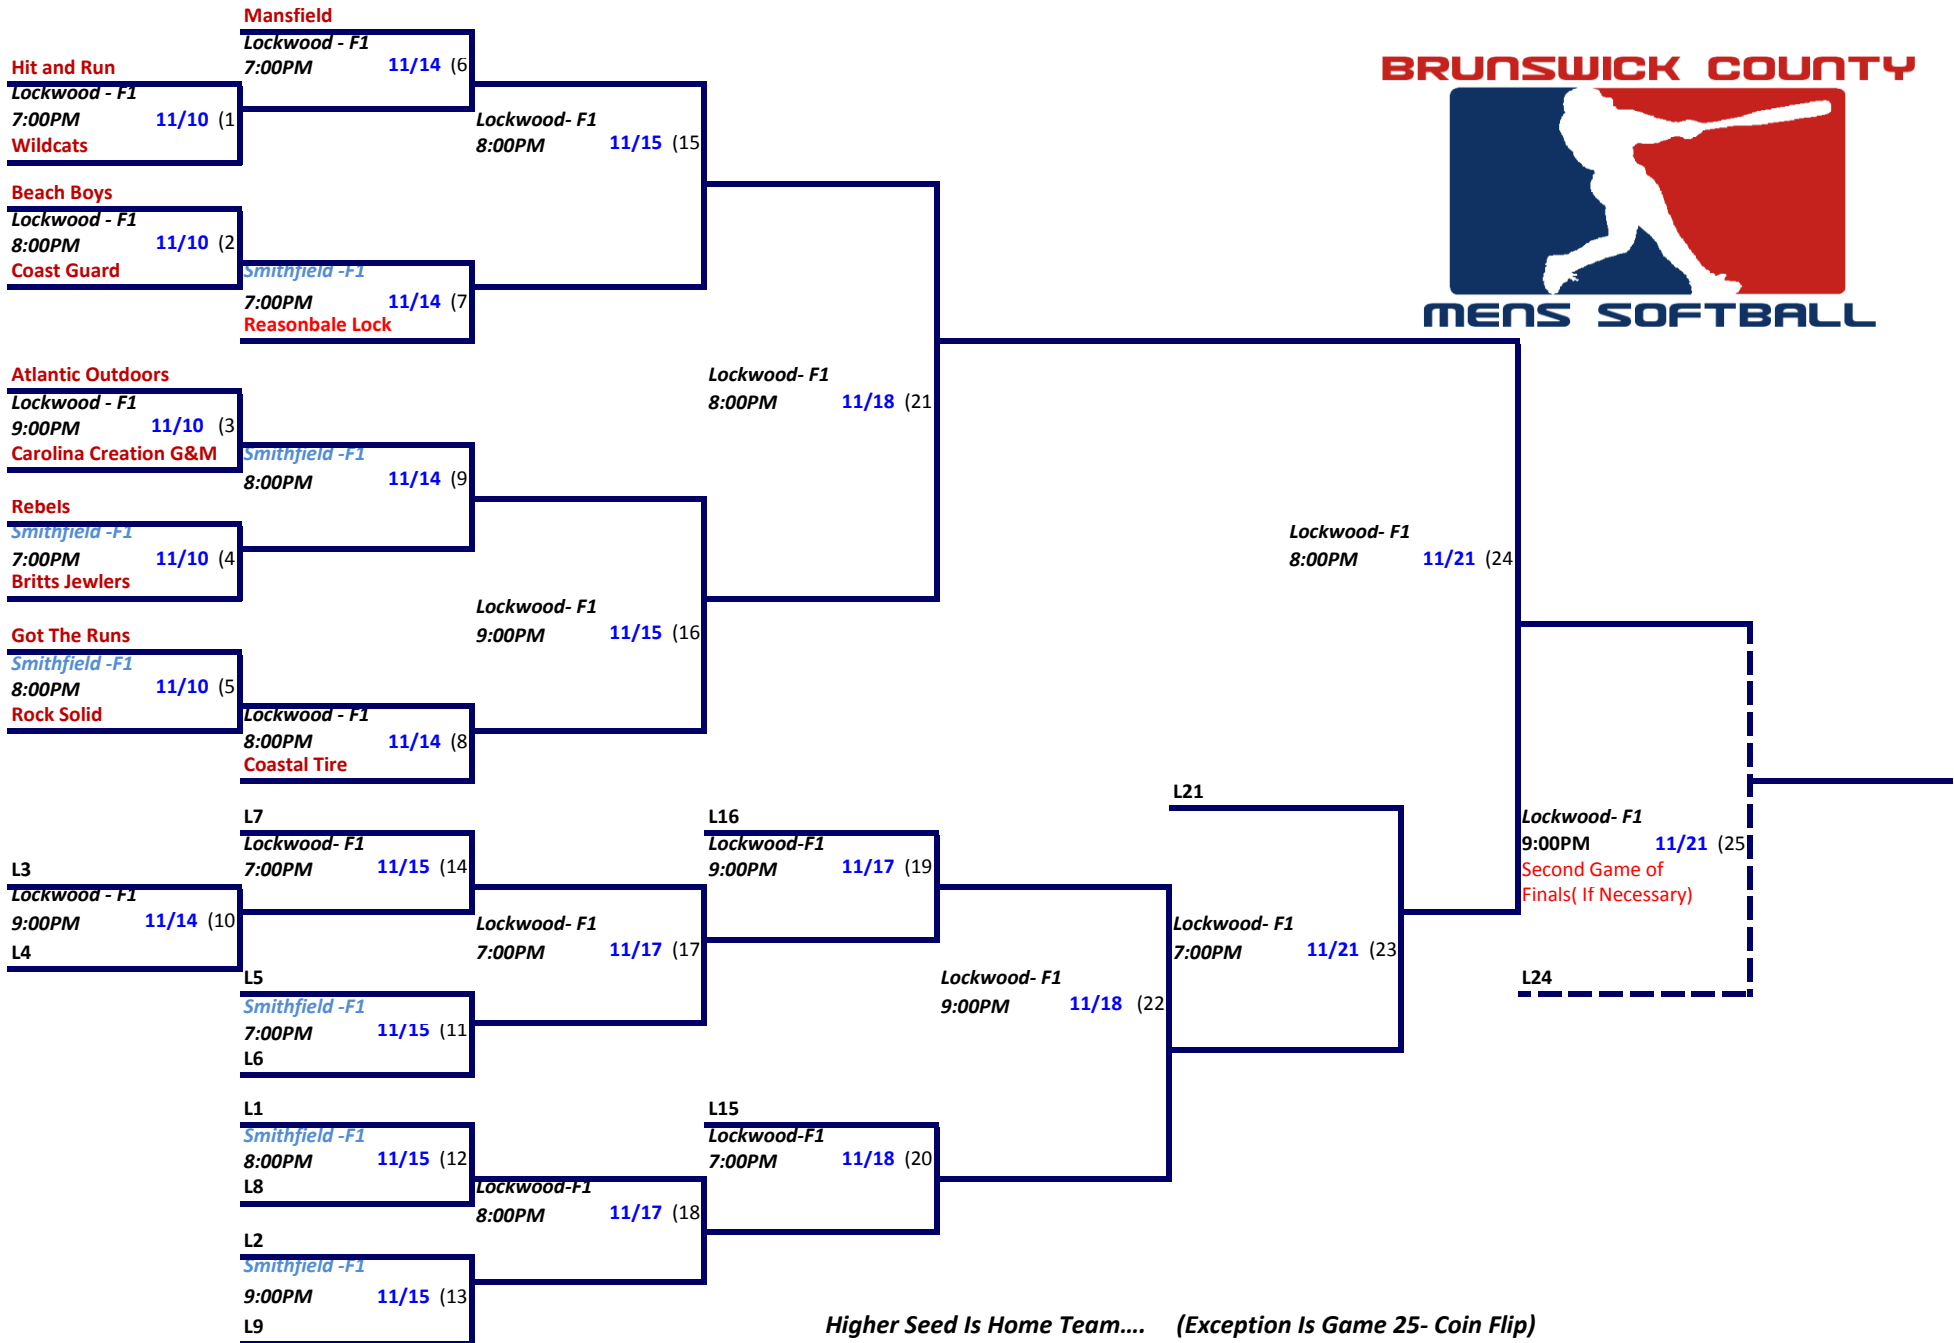 BRUNSWICK COUNTY
MENS SOFTBALL
Mansfield
Lockwood - F1
7:00PM 11/14 (6
Hit and Run
Lockwood - F1
7:00PM 11/10 (1
Wildcats
Lockwood- F1
8:00PM 11/15 (15
Beach Boys
Lockwood - F1
8:00PM 11/10 (2
Coast Guard
Smithfield -F1
7:00PM 11/14 (7
Reasonbale Lock
Atlantic Outdoors
Lockwood - F1
9:00PM 11/10 (3
Carolina Creation G&M
Lockwood- F1
8:00PM 11/18 (21
Smithfield -F1
8:00PM 11/14 (9
Rebels
Smithfield -F1
7:00PM 11/10 (4
Britts Jewlers
Lockwood- F1
8:00PM 11/21 (24
Lockwood- F1
9:00PM 11/15 (16
Got The Runs
Smithfield -F1
8:00PM 11/10 (5
Rock Solid
Lockwood - F1
8:00PM 11/14 (8
Coastal Tire
L7
Lockwood- F1
7:00PM 11/15 (14
L16
Lockwood-F1
9:00PM 11/17 (19
L21
Lockwood- F1
9:00PM 11/21 (25
Second Game of
Finals( If Necessary)
L3
Lockwood - F1
9:00PM 11/14 (10
L4
Lockwood- F1
7:00PM 11/17 (17
Lockwood- F1
7:00PM 11/21 (23
L5
Smithfield -F1
7:00PM 11/15 (11
L6
Lockwood- F1
9:00PM 11/18 (22
L24
L1
Smithfield -F1
8:00PM 11/15 (12
L8
L15
Lockwood-F1
7:00PM 11/18 (20
Lockwood-F1
8:00PM 11/17 (18
L2
Smithfield -F1
9:00PM 11/15 (13
L9
Higher Seed Is Home Team.... (Exception Is Game 25- Coin Flip)